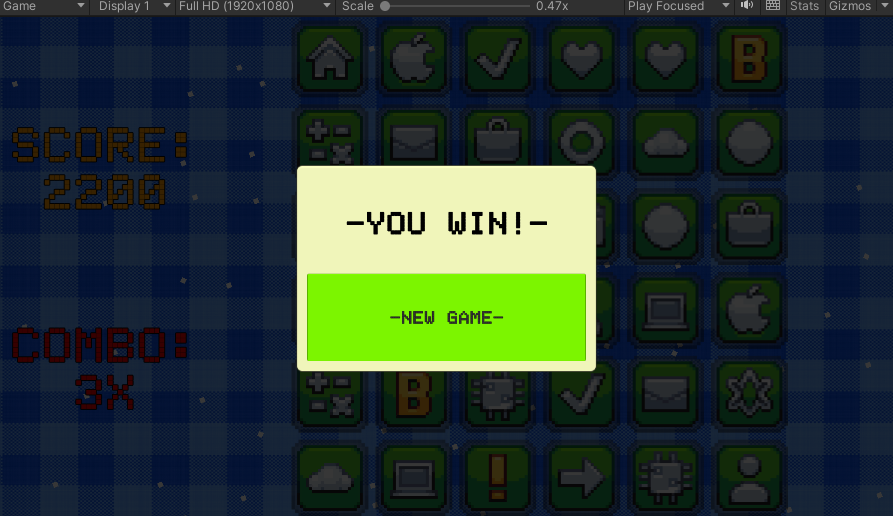 Game Display 1 Full HD (1920x1080) Scale 0.47x Play Focused Stats Gizmos
B
SCORE:
2200
-YOU WIN!-
-NEW GAME-
COMBO:
3X
B
!